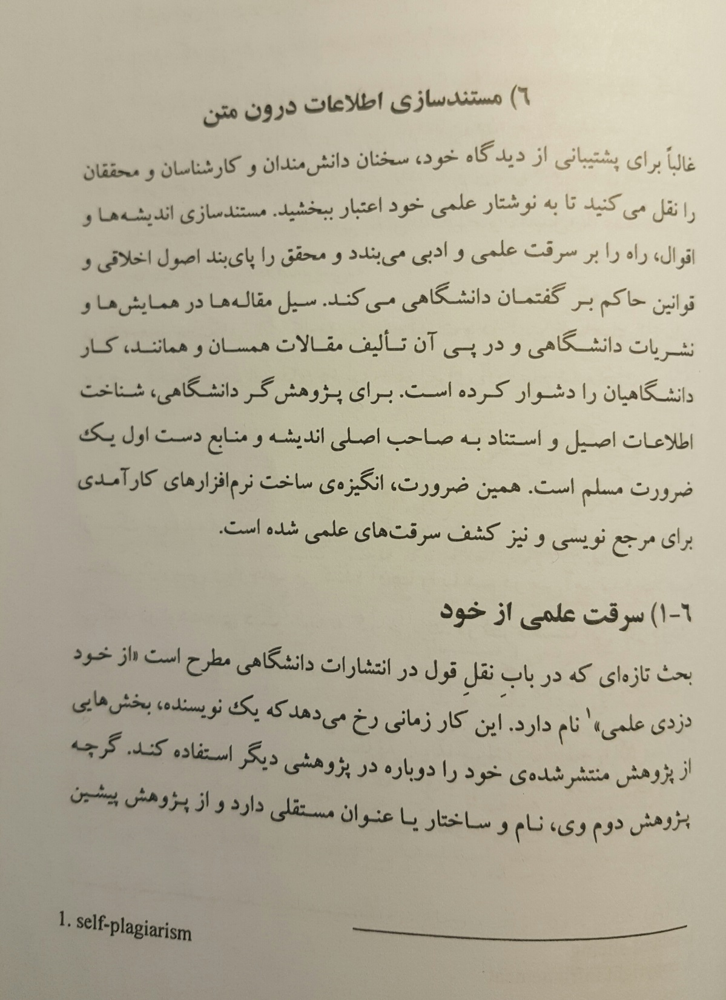 ٦) مستندسازی اطلاعات درون متن
غالباً برای پشتیبانی از دیدگاه خود، سخنان دانش‌مندان و کارشناسان و محققان
را نقل می‌کنید تا به نوشتار علمی خود اعتبار ببخشید. مستندسازی اندیشه‌ها و
اقوال، راه را بر سرقت علمی و ادبی می‌بندد و محقق را پای‌بند اصول اخلاقی و
قوانین حاکم بر گفتمان دانشگاهی می‌کند. سیل مقاله‌ها در همایش‌ها و
نشریات دانشگاهی و در پی آن تألیف مقالات همسان و همانند، کار
دانشگاهیان را دشوار کرده است. برای پژوهش‌گر دانشگاهی، شناخت
اطلاعات اصیل و استناد به صاحب اصلی اندیشه و منابع دست اول یک
ضرورت مسلم است. همین ضرورت، انگیزه‌ی ساخت نرم‌افزارهای کارآمدی
برای مرجع نویسی و نیز کشف سرقت‌های علمی شده است.
٦-۱) سرقت علمی از خود
بحث تازه‌ای که در بابِ نقلِ قول در انتشارات دانشگاهی مطرح است «از خود
دزدی علمی»۱ نام دارد. این کار زمانی رخ می‌دهدکه یک نویسنده، بخش‌هایی
از پژوهش منتشرشده‌ی خود را دوباره در پژوهشی دیگر استفاده کند. گرچه
پژوهش دوم وی، نام و ساختار یا عنوان مستقلی دارد و از پژوهش پیشین
1. self-plagiarism